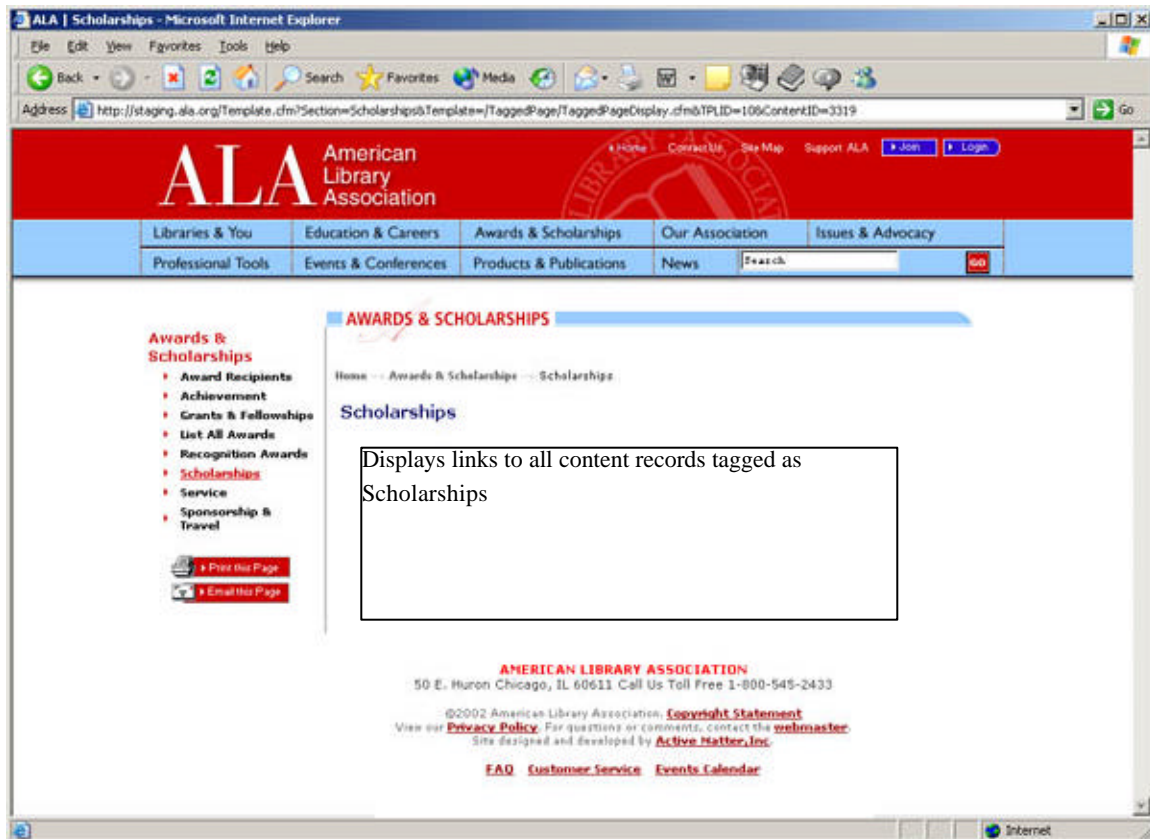 ALA | Scholarships - Microsoft Internet Explorer
File Edit View Favorites Tools Help
Back Search Favorites Media
Address http://staging.ala.org/Template.cfm?Section=Scholarships&Template=/TaggedPage/TaggedPageDisplay.cfm&TPLID=10&ContentID=3319 Go
Home Contact Us Site Map Support ALA Join Login
ALA American
Library
Association
LIBRARY ASSOCIA
Libraries & You Education & Careers Awards & Scholarships Our Association Issues & Advocacy
Professional Tools Events & Conferences Products & Publications News Search GO
AWARDS & SCHOLARSHIPS
Awards &
Scholarships
Award Recipients
Achievement
Grants & Fellowships
List All Awards
Recognition Awards
Scholarships
Service
Sponsorship &
Travel
Print this Page
Email this Page
Home Awards & Scholarships Scholarships
Scholarships
Displays links to all content records tagged as
Scholarships
AMERICAN LIBRARY ASSOCIATION
50 E. Huron Chicago, IL 60611 Call Us Toll Free 1-800-545-2433
©2002 American Library Association. Copyright Statement
View our Privacy Policy. For questions or comments, contact the webmaster.
Site designed and developed by Active Matter, Inc.
FAQ Customer Service Events Calendar
Internet